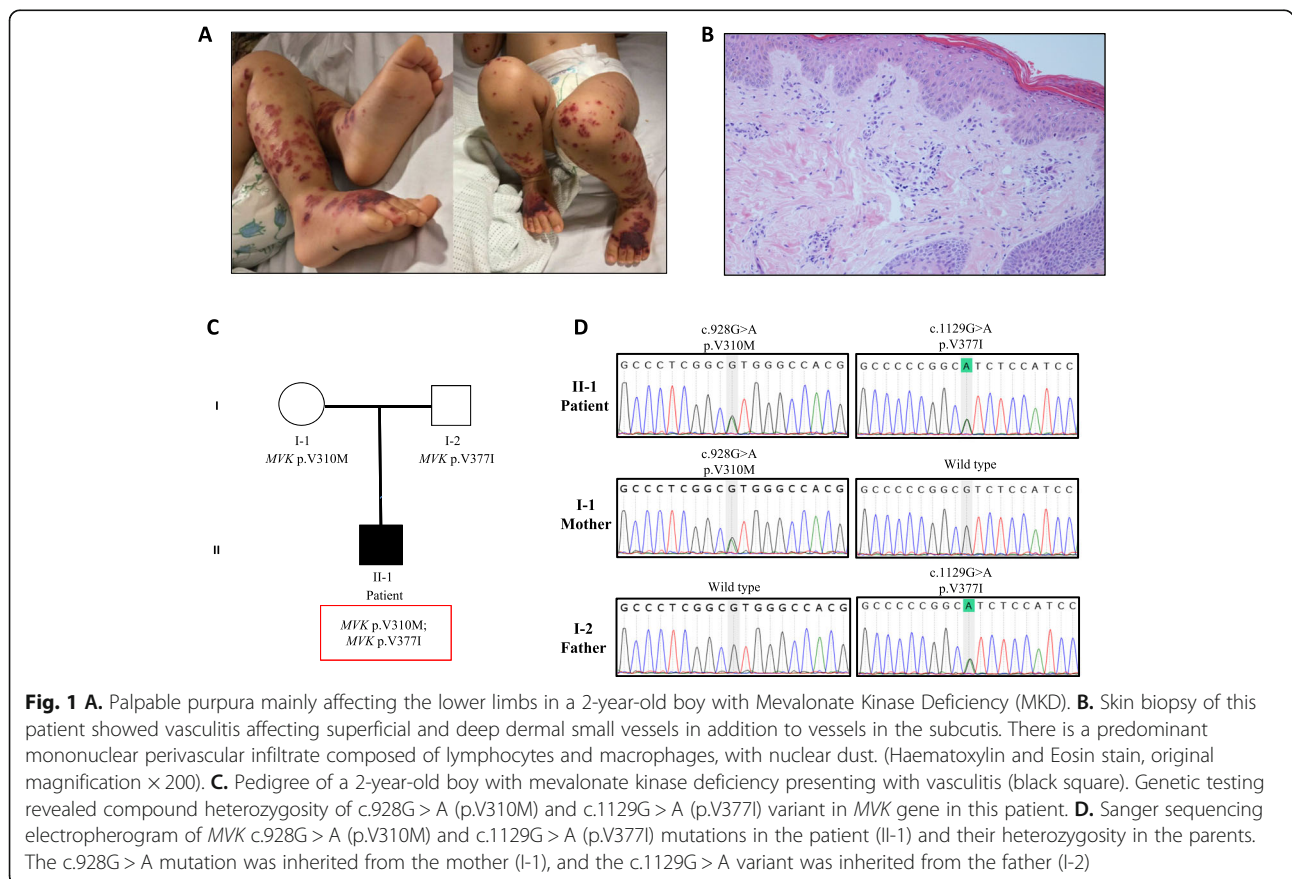 A
B
C
I
I-1
MVK p.V310M
I-2
MVK p.V377I
II
II-1
Patient
MVK p.V310M;
MVK p.V377I
D
c.928G>A
p.V310M
c.1129G>A
p.V377I
II-1
Patient
G C C C T C G G C G T G G G C C A C G
G C C C C C G G C A T C T C C A T C C
c.928G>A
p.V310M
Wild type
I-1
Mother
G C C C T C G G C G T G G G C C A C G
G C C C C C G G C G T C T C C A T C C
Wild type
c.1129G>A
p.V377I
I-2
Father
G C C C T C G G C G T G G G C C A C G
G C C C C C G G C A T C T C C A T C C
Fig. 1 A. Palpable purpura mainly affecting the lower limbs in a 2-year-old boy with Mevalonate Kinase Deficiency (MKD). B. Skin biopsy of this
patient showed vasculitis affecting superficial and deep dermal small vessels in addition to vessels in the subcutis. There is a predominant
mononuclear perivascular infiltrate composed of lymphocytes and macrophages, with nuclear dust. (Haematoxylin and Eosin stain, original
magnification × 200). C. Pedigree of a 2-year-old boy with mevalonate kinase deficiency presenting with vasculitis (black square). Genetic testing
revealed compound heterozygosity of c.928G > A (p.V310M) and c.1129G > A (p.V377I) variant in MVK gene in this patient. D. Sanger sequencing
electropherogram of MVK c.928G > A (p.V310M) and c.1129G > A (p.V377I) mutations in the patient (II-1) and their heterozygosity in the parents.
The c.928G > A mutation was inherited from the mother (I-1), and the c.1129G > A variant was inherited from the father (I-2)